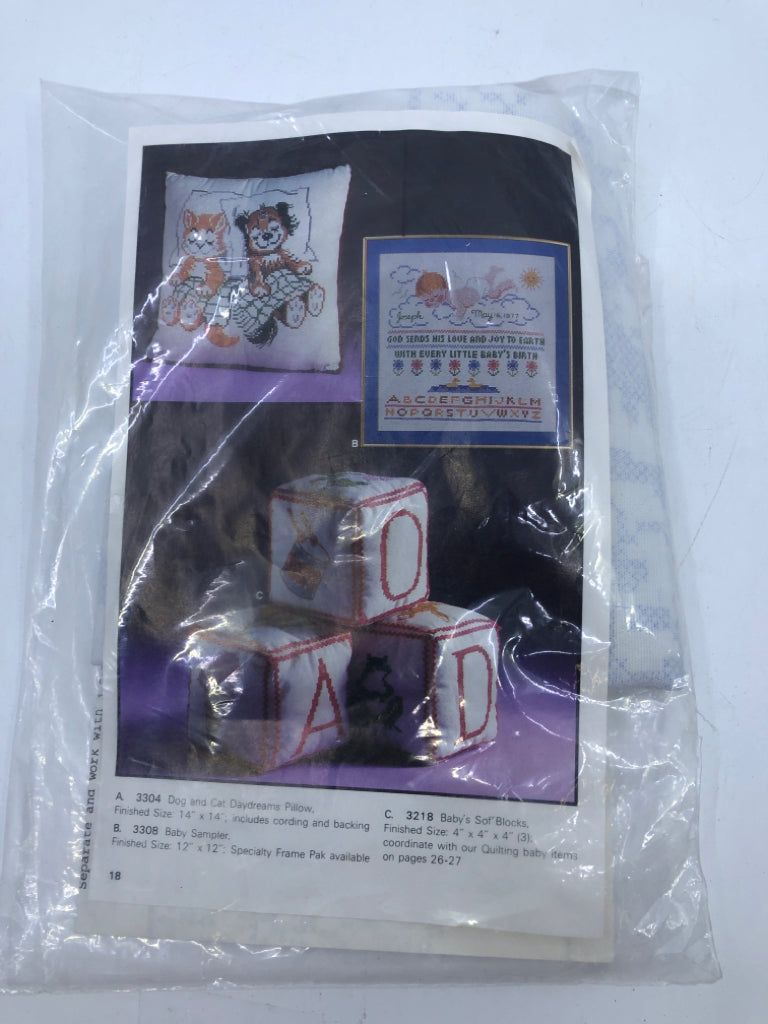 Joseph May 16, 1977
GOD SENDS HIS LOVE AND JOY TO EARTH
WITH EVERY LITTLE BABY'S BIRTH
ABCDEFGHIJKLM
NOPQRSTUVWXYZ
B
O
C
A D
Separate and work with
A. 3304 Dog and Cat Daydreams Pillow,
Finished Size: 14" x 14"; includes cording and backing
B. 3308 Baby Sampler,
Finished Size: 12" x 12"; Specialty Frame Pak available
C. 3218 Baby's Sof'Blocks,
Finished Size: 4" x 4" x 4" (3);
coordinate with our Quilting baby items
on pages 26-27
18